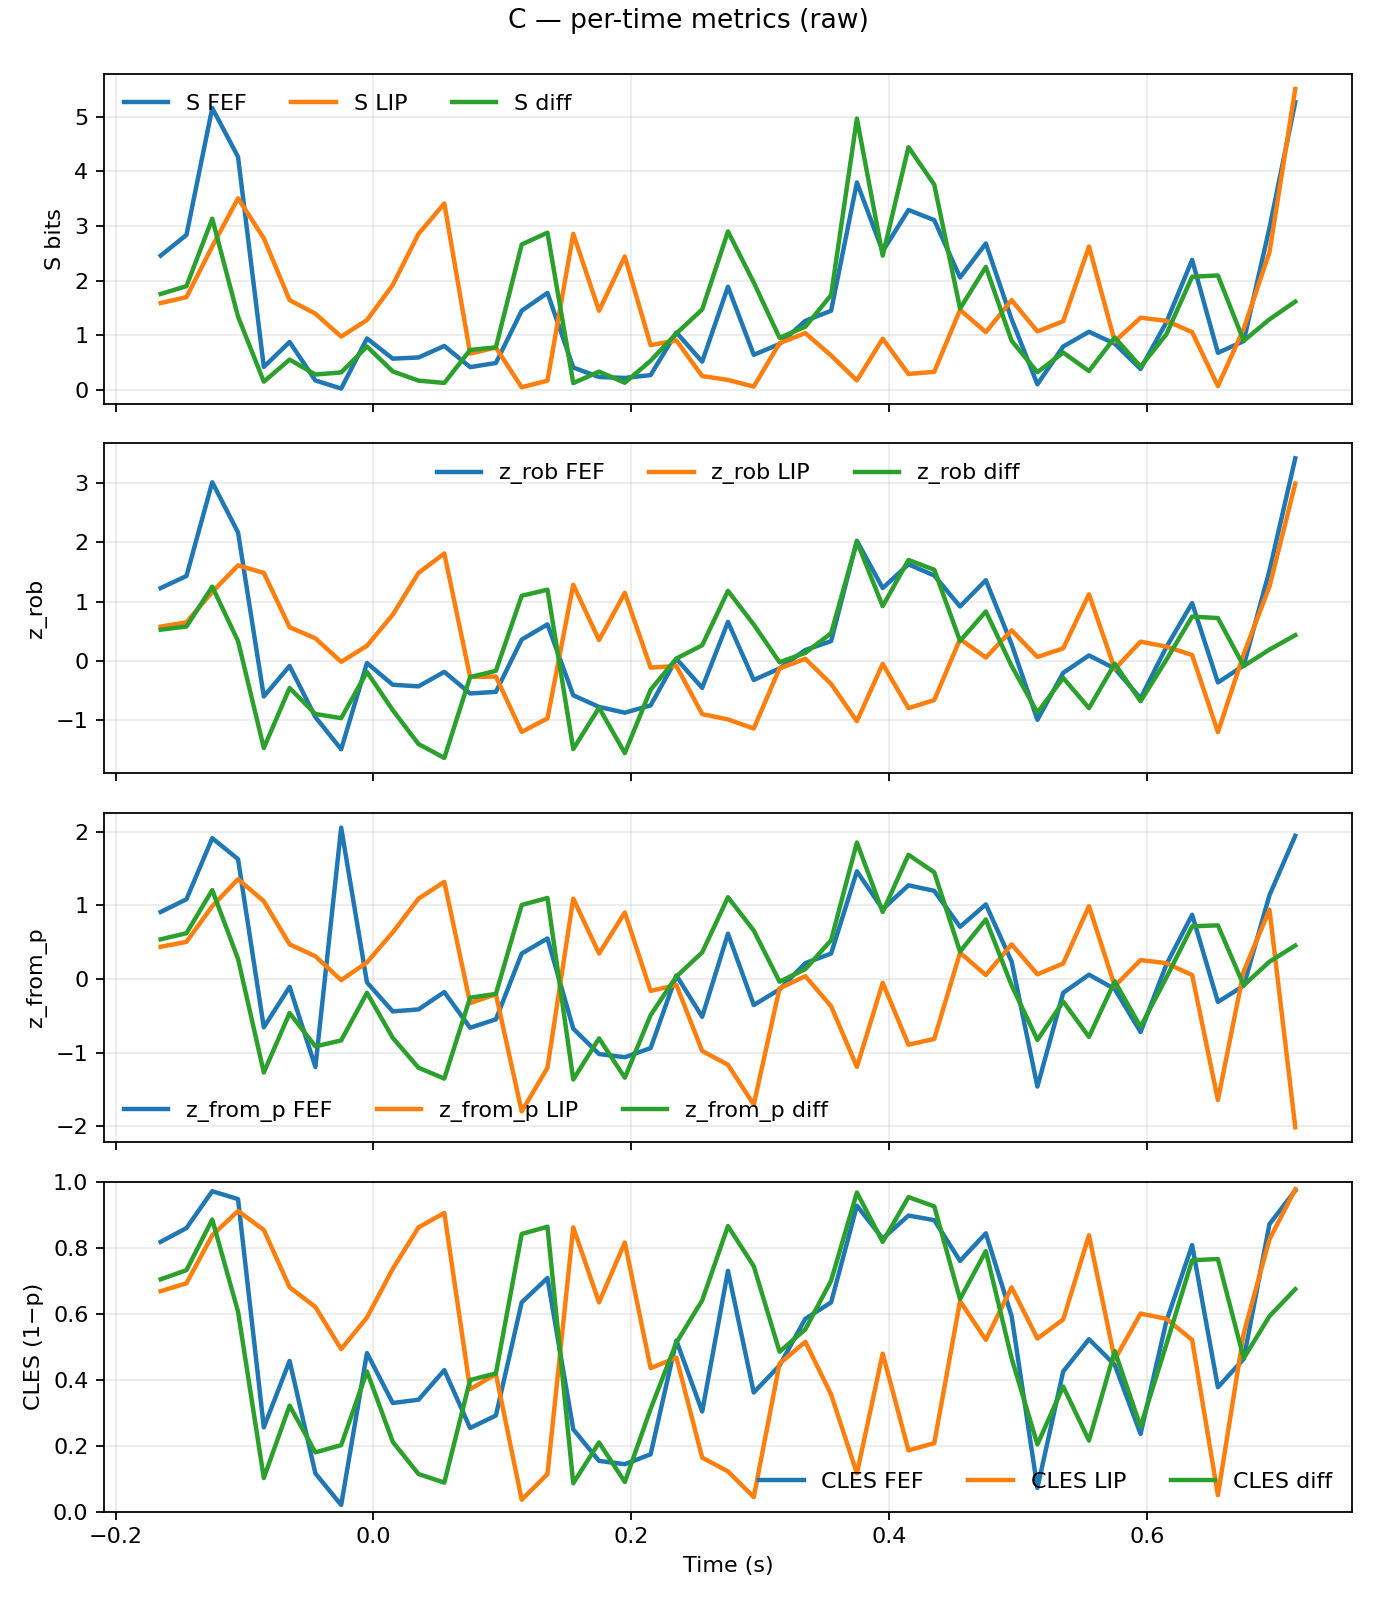 C — per-time metrics (raw)
S FEF S LIP S diff
5
4
3
2
1
0
S bits
z_rob FEF z_rob LIP z_rob diff
3
2
1
0
−1
z_rob
2
1
0
−1
−2
z_from_p
z_from_p FEF z_from_p LIP z_from_p diff
1.0
0.8
0.6
0.4
0.2
0.0
CLES (1−p)
CLES FEF CLES LIP CLES diff
−0.2 0.0 0.2 0.4 0.6
Time (s)